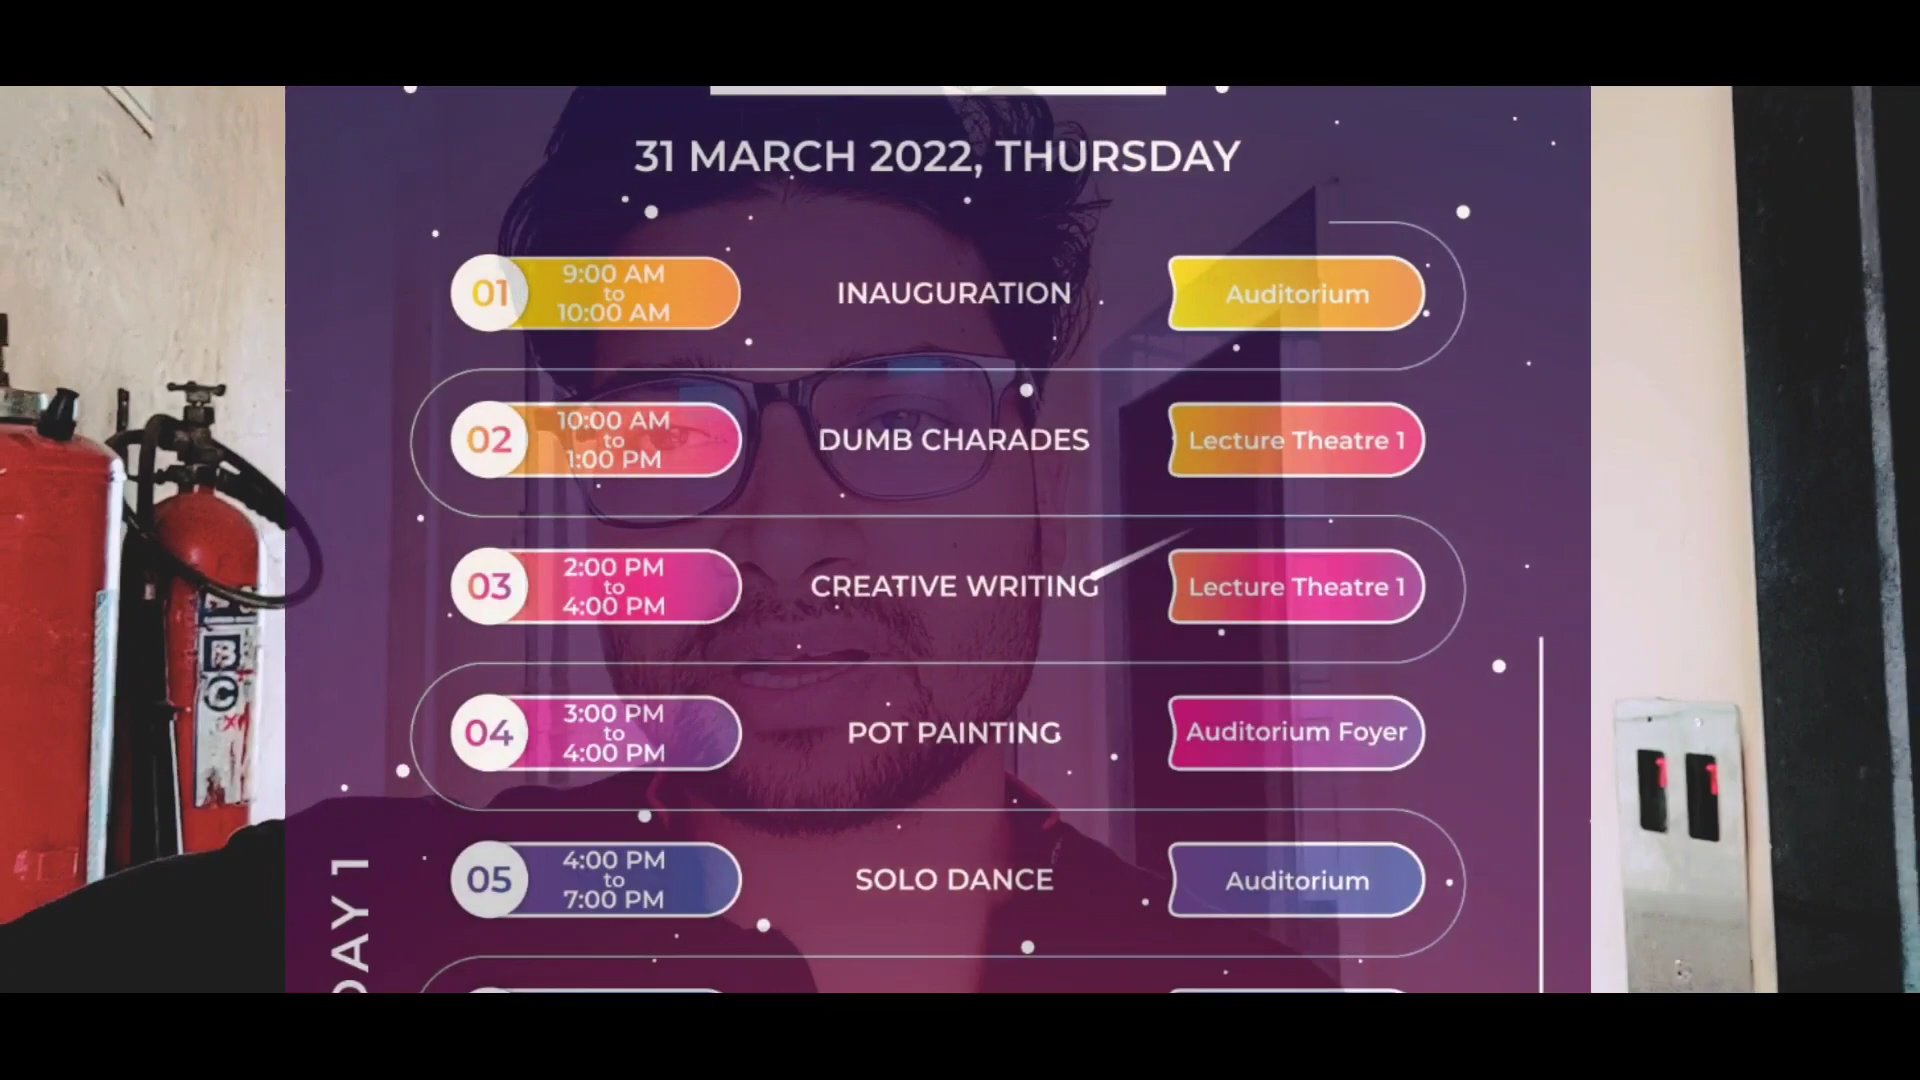 31 MARCH 2022, THURSDAY
01
9:00 AM
to
10:00 AM
INAUGURATION
Auditorium
02
10:00 AM
to
1:00 PM
DUMB CHARADES
Lecture Theatre 1
03
2:00 PM
to
4:00 PM
CREATIVE WRITING
Lecture Theatre 1
04
3:00 PM
to
4:00 PM
POT PAINTING
Auditorium Foyer
05
4:00 PM
to
7:00 PM
SOLO DANCE
Auditorium
DAY 1
B
C